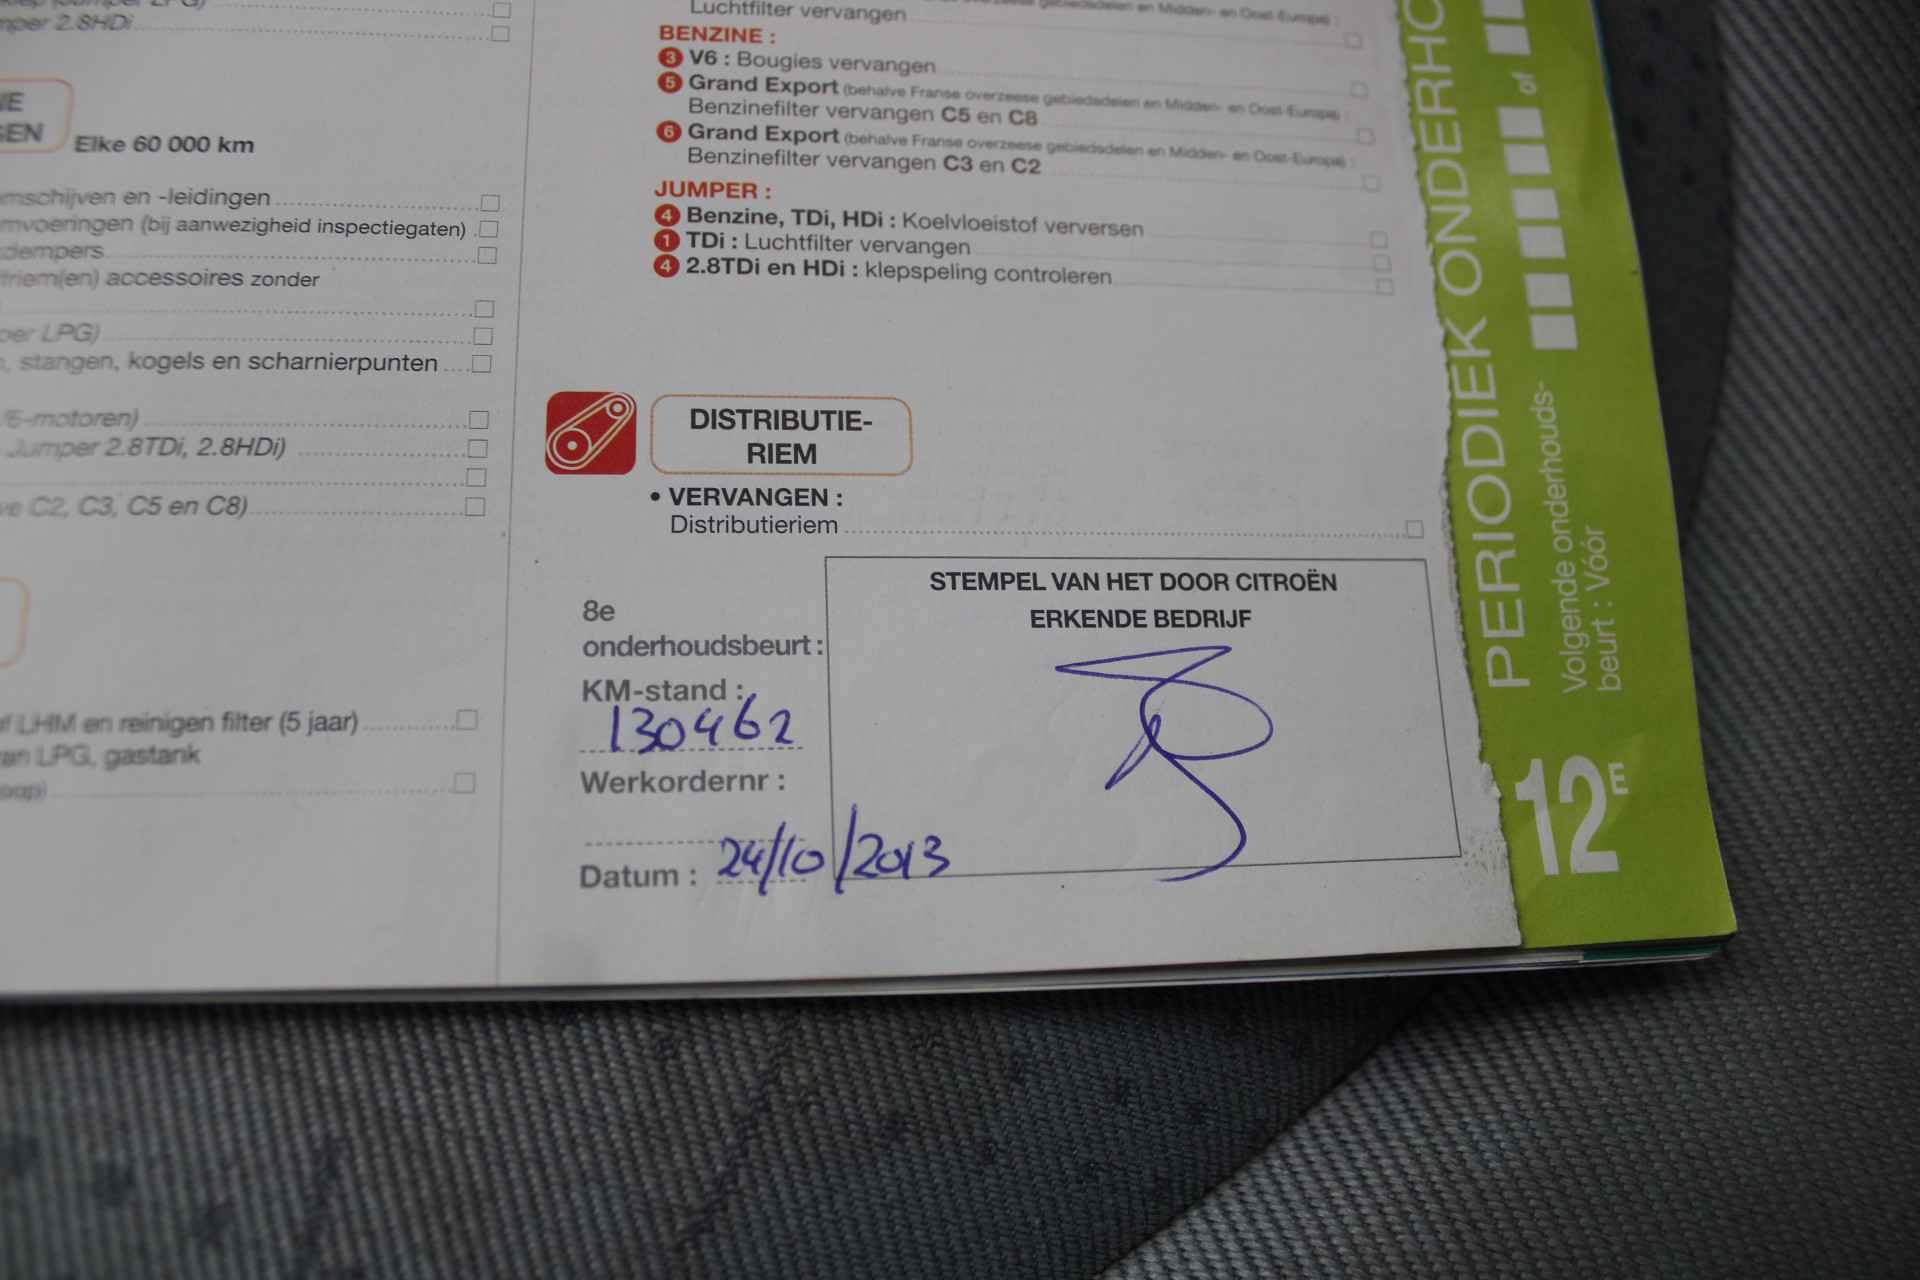 mper 2.8HDi
GEN
Elke 60 000 km
mschijven en -leidingen
mvoeringen (bij aanwezigheid inspectiegaten)
dempers
riem(en) accessoires zonder
per LPG)
, stangen, kogels en scharnierpunten
-motoren)
Jumper 2.8TDi, 2.8HDi)
ve C2, C3, C5 en C8)
LHM en reinigen filter (5 jaar)
an LPG, gastank
Luchtfilter vervangen
BENZINE :
3 V6 : Bougies vervangen
5 Grand Export (behalve Franse overzeese gebiedsdelen en Midden- en Oost-Europa) :
Benzinefilter vervangen C5 en C8
6 Grand Export (behalve Franse overzeese gebiedsdelen en Midden- en Oost-Europa) :
Benzinefilter vervangen C3 en C2
JUMPER :
4 Benzine, TDi, HDi : Koelvloeistof verversen
1 TDi : Luchtfilter vervangen
4 2.8TDi en HDi : klepspeling controleren
DISTRIBUTIE-
RIEM
• VERVANGEN :
Distributieriem
8e
onderhoudsbeurt :
KM-stand :
130462
Werkordernr :
Datum : 24/10/2013
STEMPEL VAN HET DOOR CITROËN
ERKENDE BEDRIJF
PERIODIEK ONDERHO
Volgende onderhouds-
beurt : Vóór
of
12E